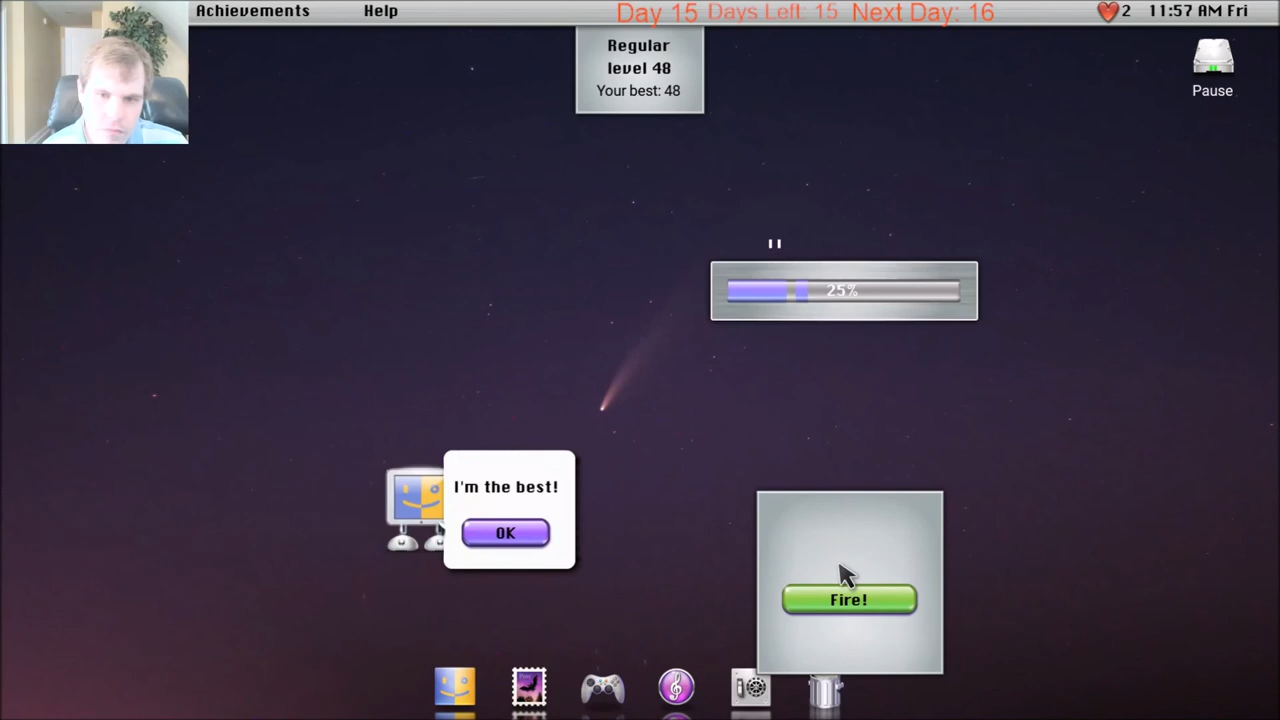 Achievements Help Day 15 Days Left: 15 Next Day: 16 2 11:57 AM Fri
Regular
level 48
Your best: 48
Pause
25%
I'm the best!
OK
Fire!